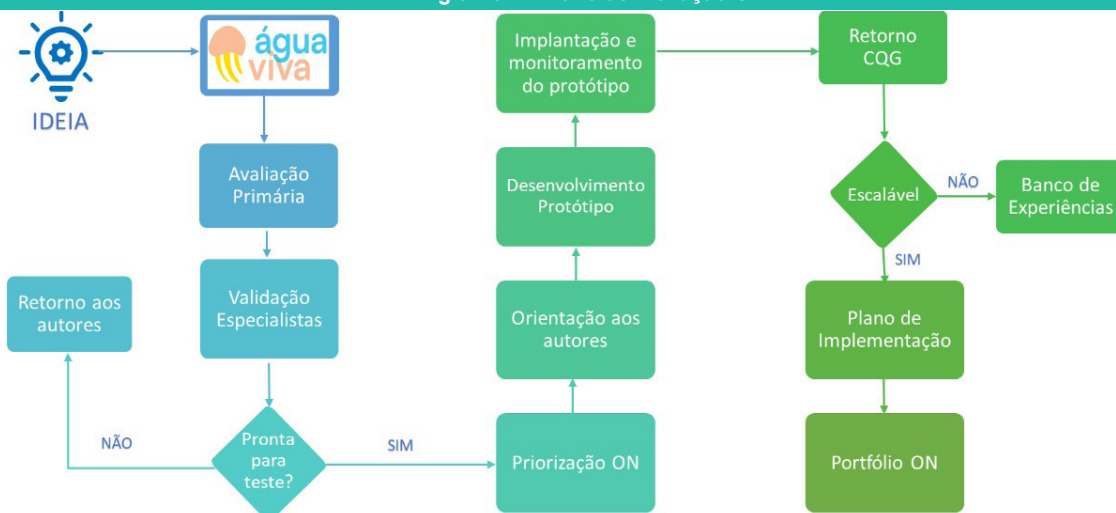 IDEIA
água
viva
Avaliação
Primária
Validação
Especialistas
Retorno aos
autores
NÃO
Pronta
para
teste?
SIM
Priorização ON
Orientação aos
autores
Desenvolvimento
Protótipo
Implantação e
monitoramento
do protótipo
Retorno
CQG
Escalável
NÃO
Banco de
Experiências
SIM
Plano de
Implementação
Portfólio ON